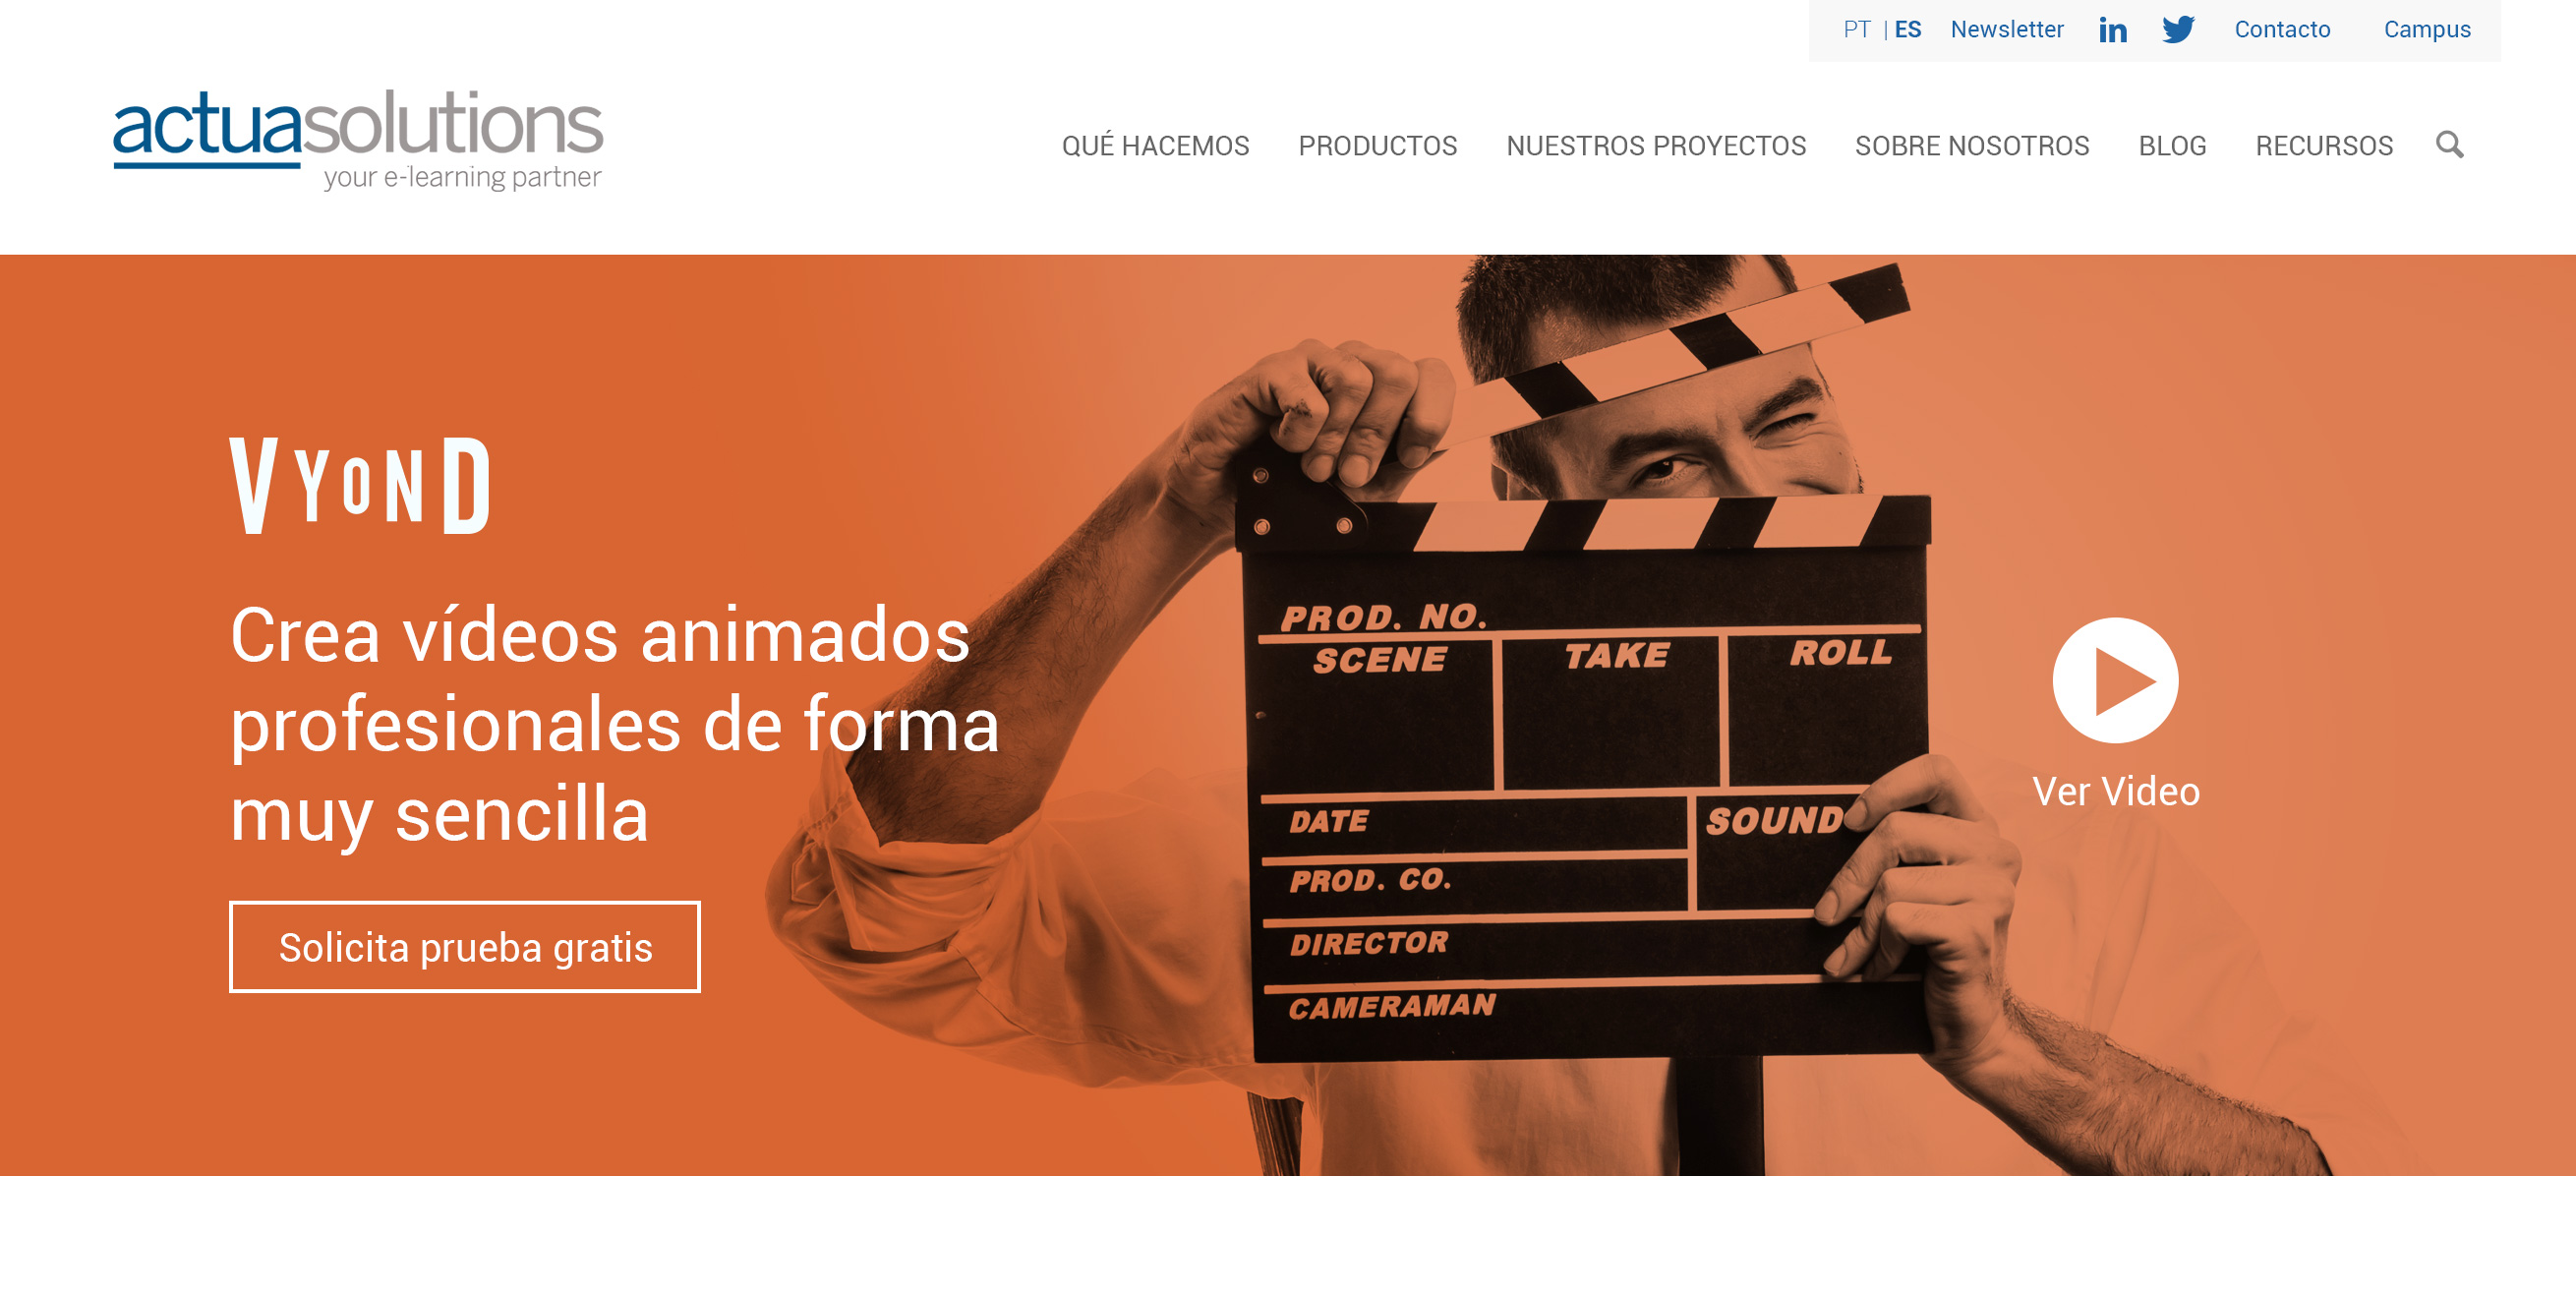 PT | ES Newsletter in Contacto Campus
actuasolutions
your e-learning partner
QUÉ HACEMOS PRODUCTOS NUESTROS PROYECTOS SOBRE NOSOTROS BLOG RECURSOS
VYOND
Crea vídeos animados
profesionales de forma
muy sencilla
Solicita prueba gratis
PROD. NO.
SCENE TAKE ROLL
DATE
SOUND
PROD. CO.
DIRECTOR
CAMERAMAN
Ver Video